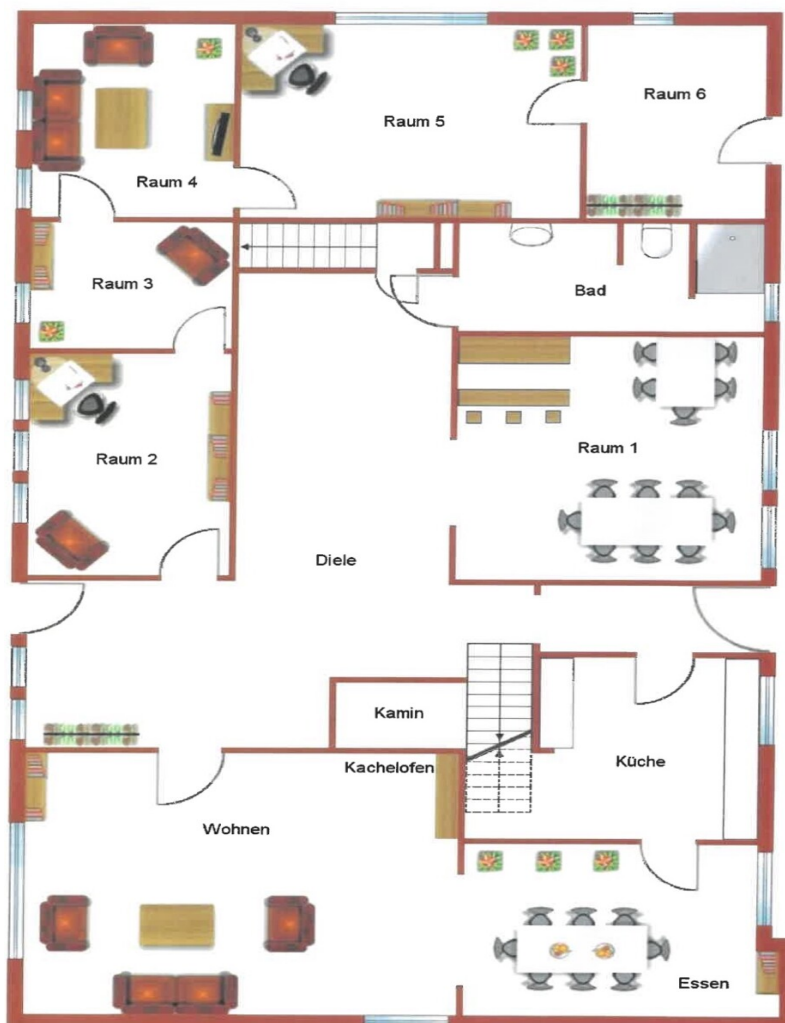 Raum 6
Raum 5
Raum 4
Raum 3
Bad
Raum 1
Raum 2
Diele
Kamin
Kachelofen
Küche
Wohnen
Essen